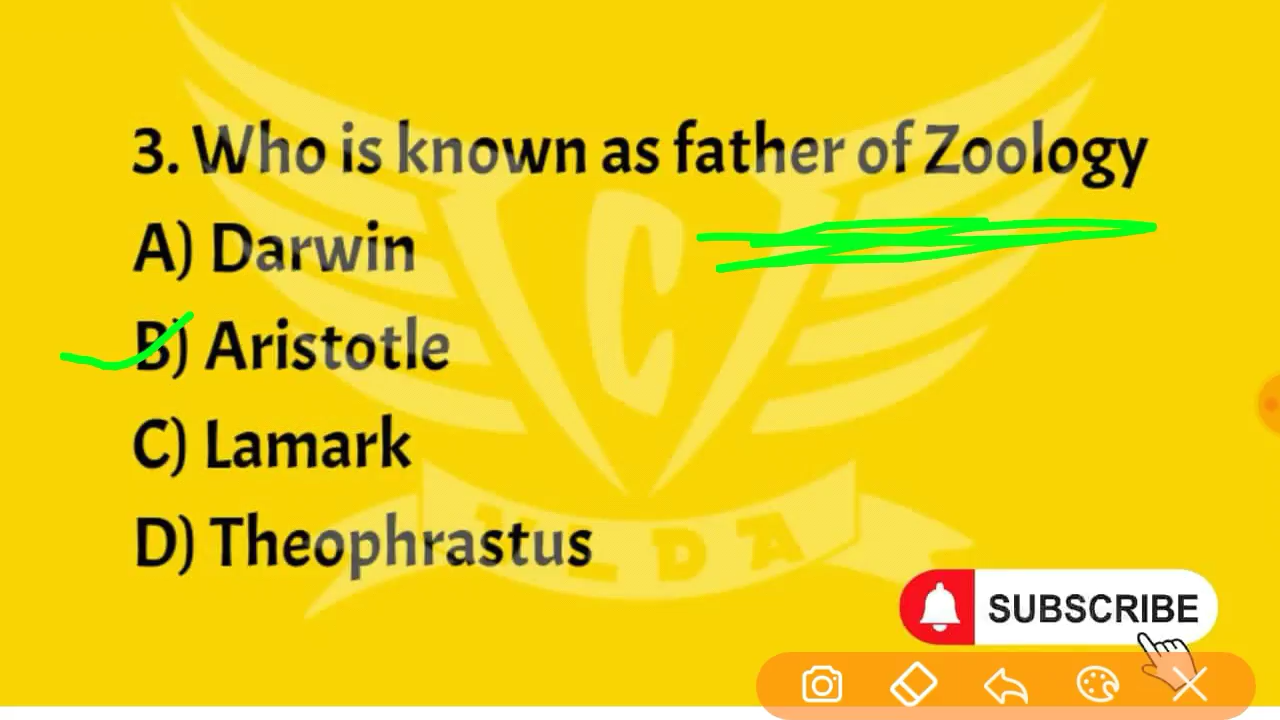 3. Who is known as father of Zoology
A) Darwin
B) Aristotle
C) Lamark
D) Theophrastus
SUBSCRIBE